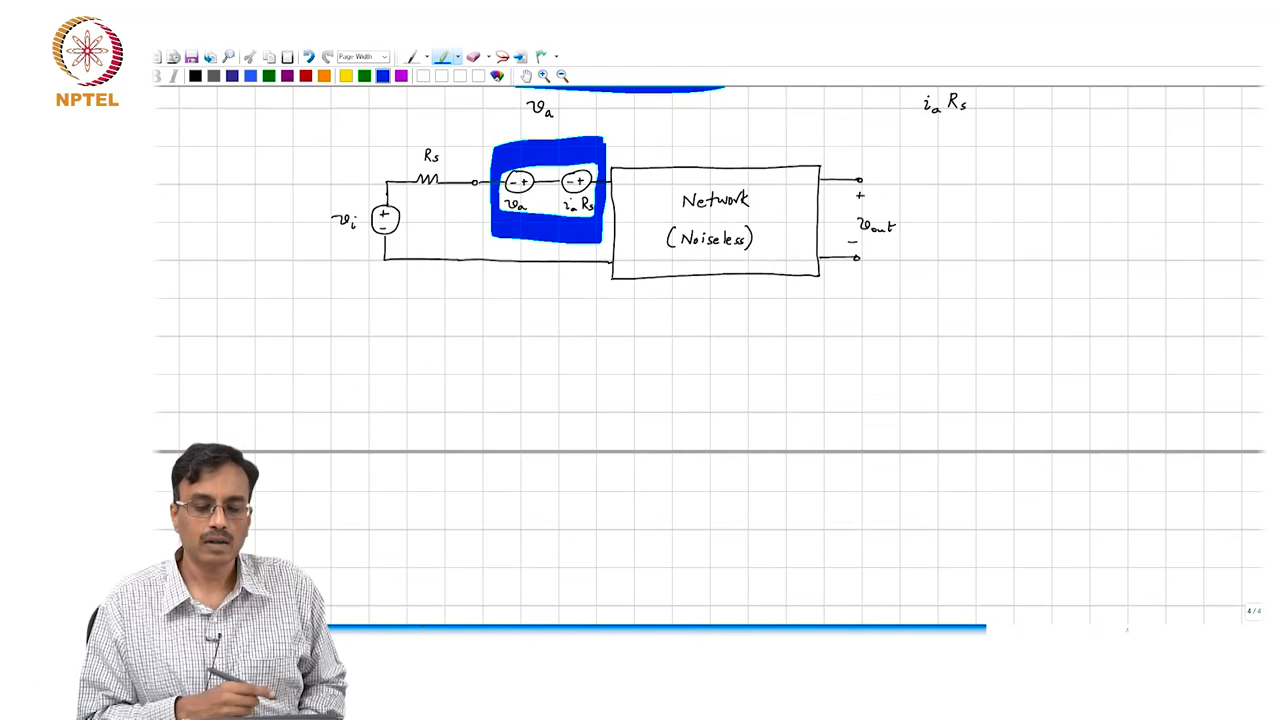 NPTEL
Page Width
v_a
i_a R_s
R_s
v_i
v_a
i_a R_s
Network
(Noiseless)
+
v_out
−
4 / 4